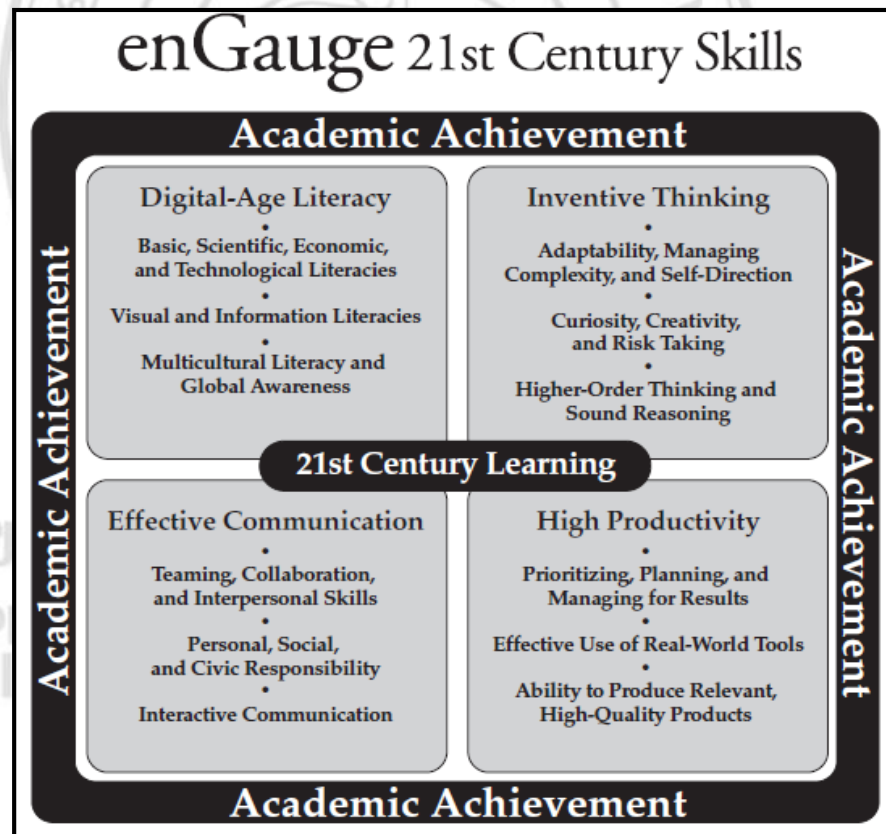 enGauge 21st Century Skills
Academic Achievement
Academic Achievement
Digital-Age Literacy
•
Basic, Scientific, Economic,
and Technological Literacies
•
Visual and Information Literacies
•
Multicultural Literacy and
Global Awareness
Inventive Thinking
•
Adaptability, Managing
Complexity, and Self-Direction
•
Curiosity, Creativity,
and Risk Taking
•
Higher-Order Thinking and
Sound Reasoning
21st Century Learning
Effective Communication
•
Teaming, Collaboration,
and Interpersonal Skills
•
Personal, Social,
and Civic Responsibility
•
Interactive Communication
High Productivity
•
Prioritizing, Planning, and
Managing for Results
•
Effective Use of Real-World Tools
•
Ability to Produce Relevant,
High-Quality Products
Academic Achievement
Academic Achievement